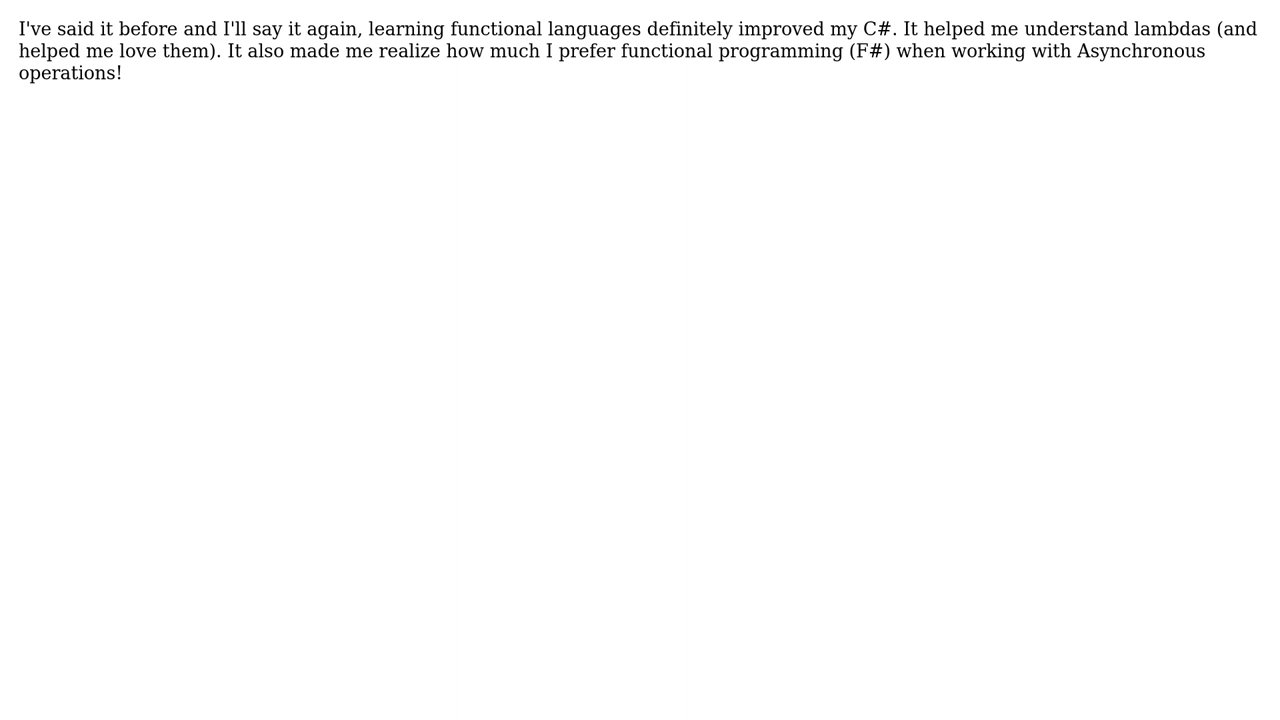 I've said it before and I'll say it again, learning functional languages definitely improved my C#. It helped me understand lambdas (and
helped me love them). It also made me realize how much I prefer functional programming (F#) when working with Asynchronous
operations!